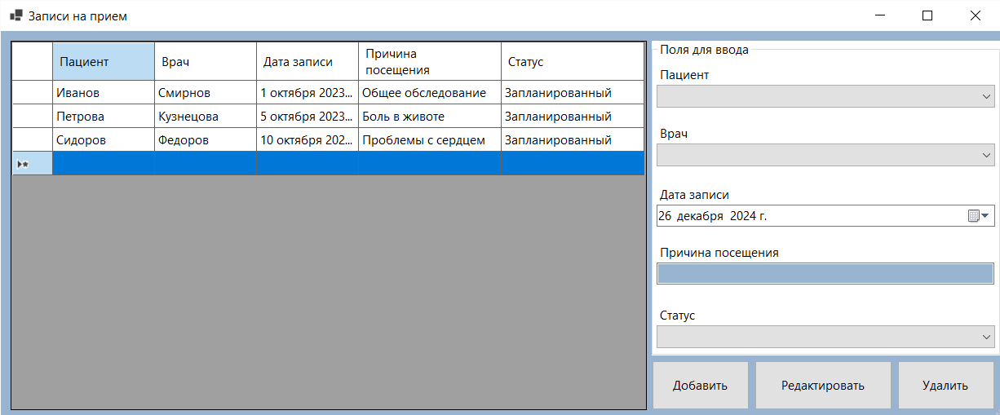 Записи на прием
Пациент Врач Дата записи Причина посещения Статус
Иванов Смирнов 1 октября 2023... Общее обследование Запланированный
Петрова Кузнецова 5 октября 2023... Боль в животе Запланированный
Сидоров Федоров 10 октября 202... Проблемы с сердцем Запланированный
Поля для ввода
Пациент
Врач
Дата записи
26 декабря 2024 г.
Причина посещения
Статус
Добавить Редактировать Удалить